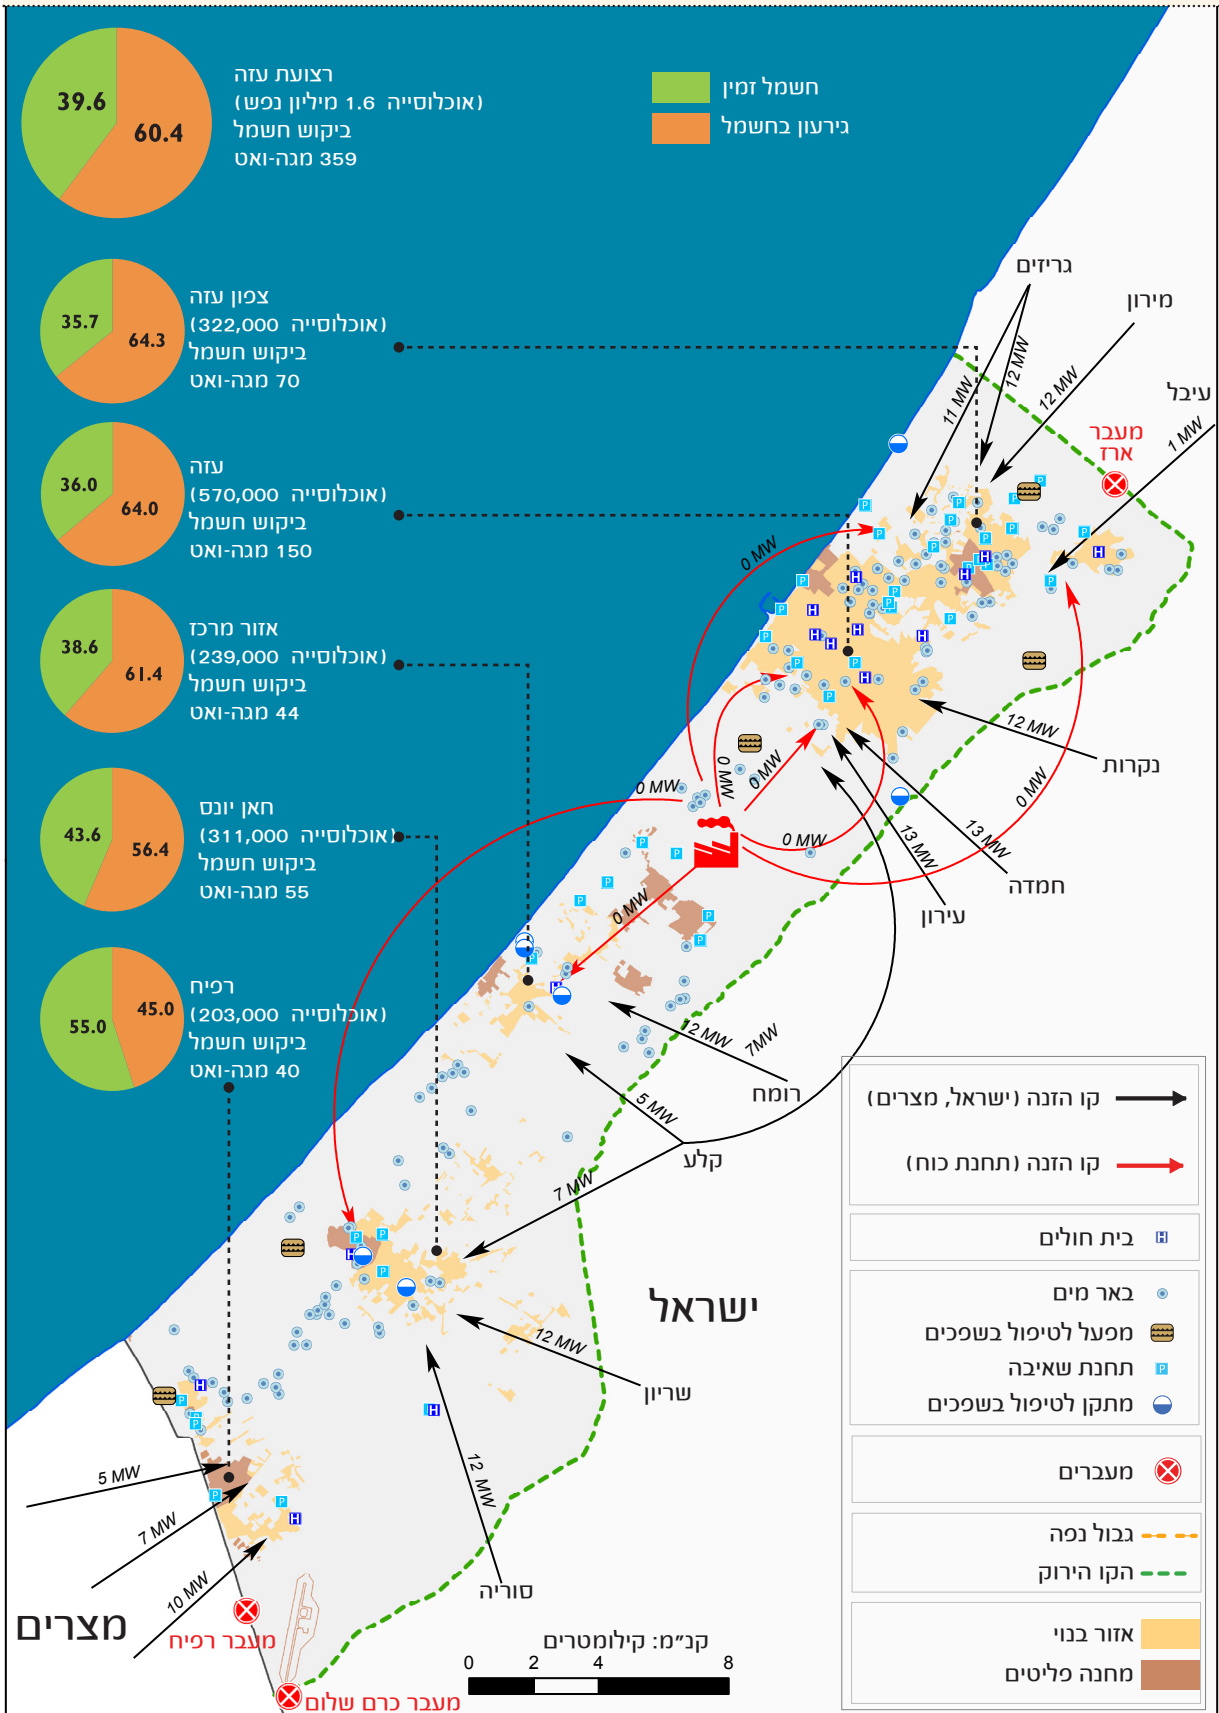 39.6
60.4
רצועת עזה
(אוכלוסייה 1.6 מיליון נפש)
ביקוש חשמל
359 מגה-ואט
חשמל זמין
גירעון בחשמל
35.7
64.3
צפון עזה
(אוכלוסייה 322,000)
ביקוש חשמל
70 מגה-ואט
36.0
64.0
עזה
(אוכלוסייה 570,000)
ביקוש חשמל
150 מגה-ואט
38.6
61.4
אזור מרכז
(אוכלוסייה 239,000)
ביקוש חשמל
44 מגה-ואט
43.6
56.4
חאן יונס
(אוכלוסייה 311,000)
ביקוש חשמל
55 מגה-ואט
55.0
45.0
רפיח
(אוכלוסייה 203,000)
ביקוש חשמל
40 מגה-ואט
גריזים
מירון
עיבל
11 MW
12 MW
12 MW
1 MW
מעבר
ארז
0 MW
0 MW
0 MW
0 MW
0 MW
0 MW
0 MW
12 MW
נקרות
13 MW
חמדה
13 MW
עירון
12 MW
7MW
רומח
5 MW
קלע
7 MW
ישראל
12 MW
שריון
12 MW
סוריה
5 MW
7 MW
10 MW
מצרים
מעבר רפיח
מעבר כרם שלום
קנ״מ: קילומטרים
0 2 4 8
קו הזנה (ישראל, מצרים)
קו הזנה (תחנת כוח)
H בית חולים
באר מים
מפעל לטיפול בשפכים
P תחנת שאיבה
מתקן לטיפול בשפכים
מעברים
גבול נפה
הקו הירוק
אזור בנוי
מחנה פליטים